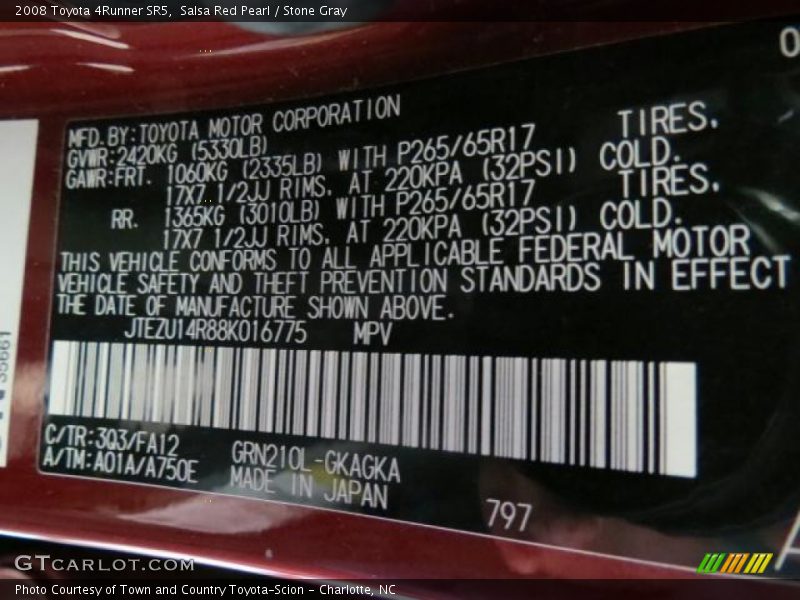 2008 Toyota 4Runner SR5,  Salsa Red Pearl / Stone Gray
0
MFD.BY:TOYOTA MOTOR CORPORATION
GVWR:2420KG (5330LB)
GAWR:FRT. 1060KG (2335LB) WITH P265/65R17 TIRES.
17X7 1/2JJ RIMS. AT 220KPA (32PSI) COLD.
RR. 1365KG (3010LB) WITH P265/65R17 TIRES.
17X7 1/2JJ RIMS. AT 220KPA (32PSI) COLD.
THIS VEHICLE CONFORMS TO ALL APPLICABLE FEDERAL MOTOR
VEHICLE SAFETY AND THEFT PREVENTION STANDARDS IN EFFECT
THE DATE OF MANUFACTURE SHOWN ABOVE.
JTEZU14R88K016775 MPV
C/TR:3Q3/FA12
A/TM:A01A/A750E
GRN210L-GKAGKA
MADE IN JAPAN
797
35661
GTCARLOT.COM
Photo Courtesy of Town and Country Toyota-Scion - Charlotte, NC